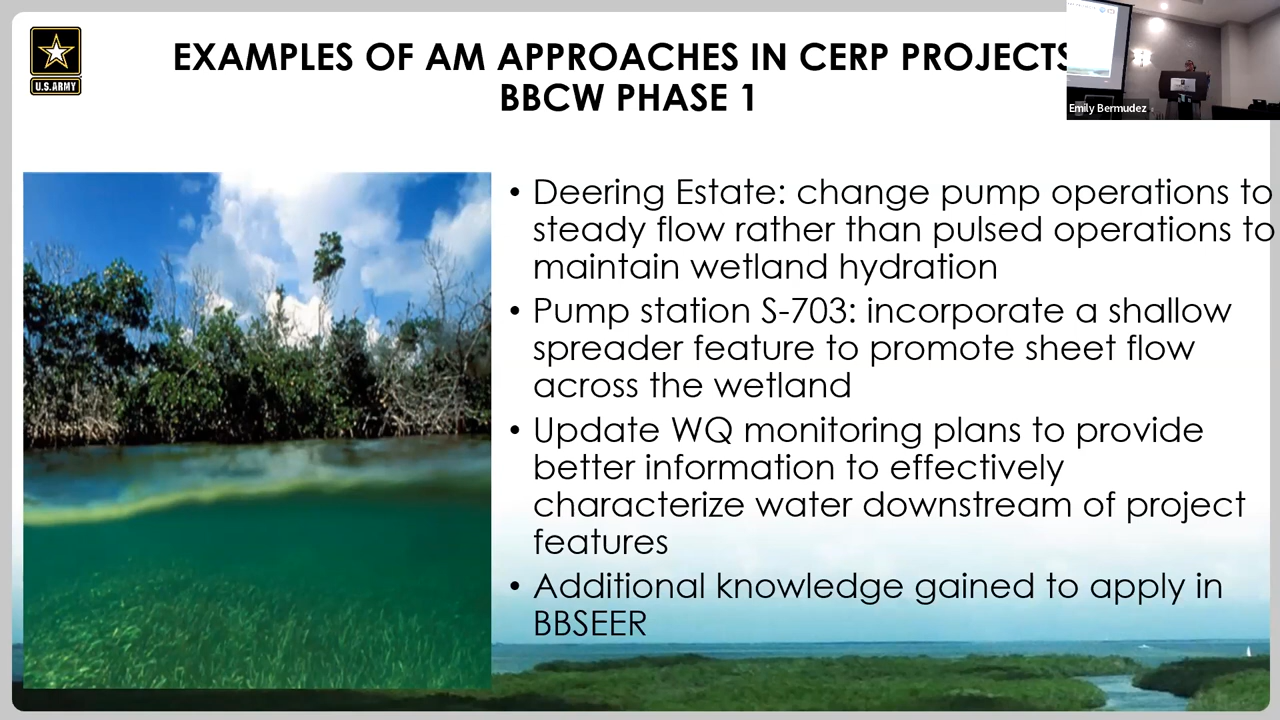 EXAMPLES OF AM APPROACHES IN CERP PROJECTS
BBCW PHASE 1
U.S.ARMY
Emily Bermudez
• Deering Estate: change pump operations to
steady flow rather than pulsed operations to
maintain wetland hydration
• Pump station S-703: incorporate a shallow
spreader feature to promote sheet flow
across the wetland
• Update WQ monitoring plans to provide
better information to effectively
characterize water downstream of project
features
• Additional knowledge gained to apply in
BBSEER